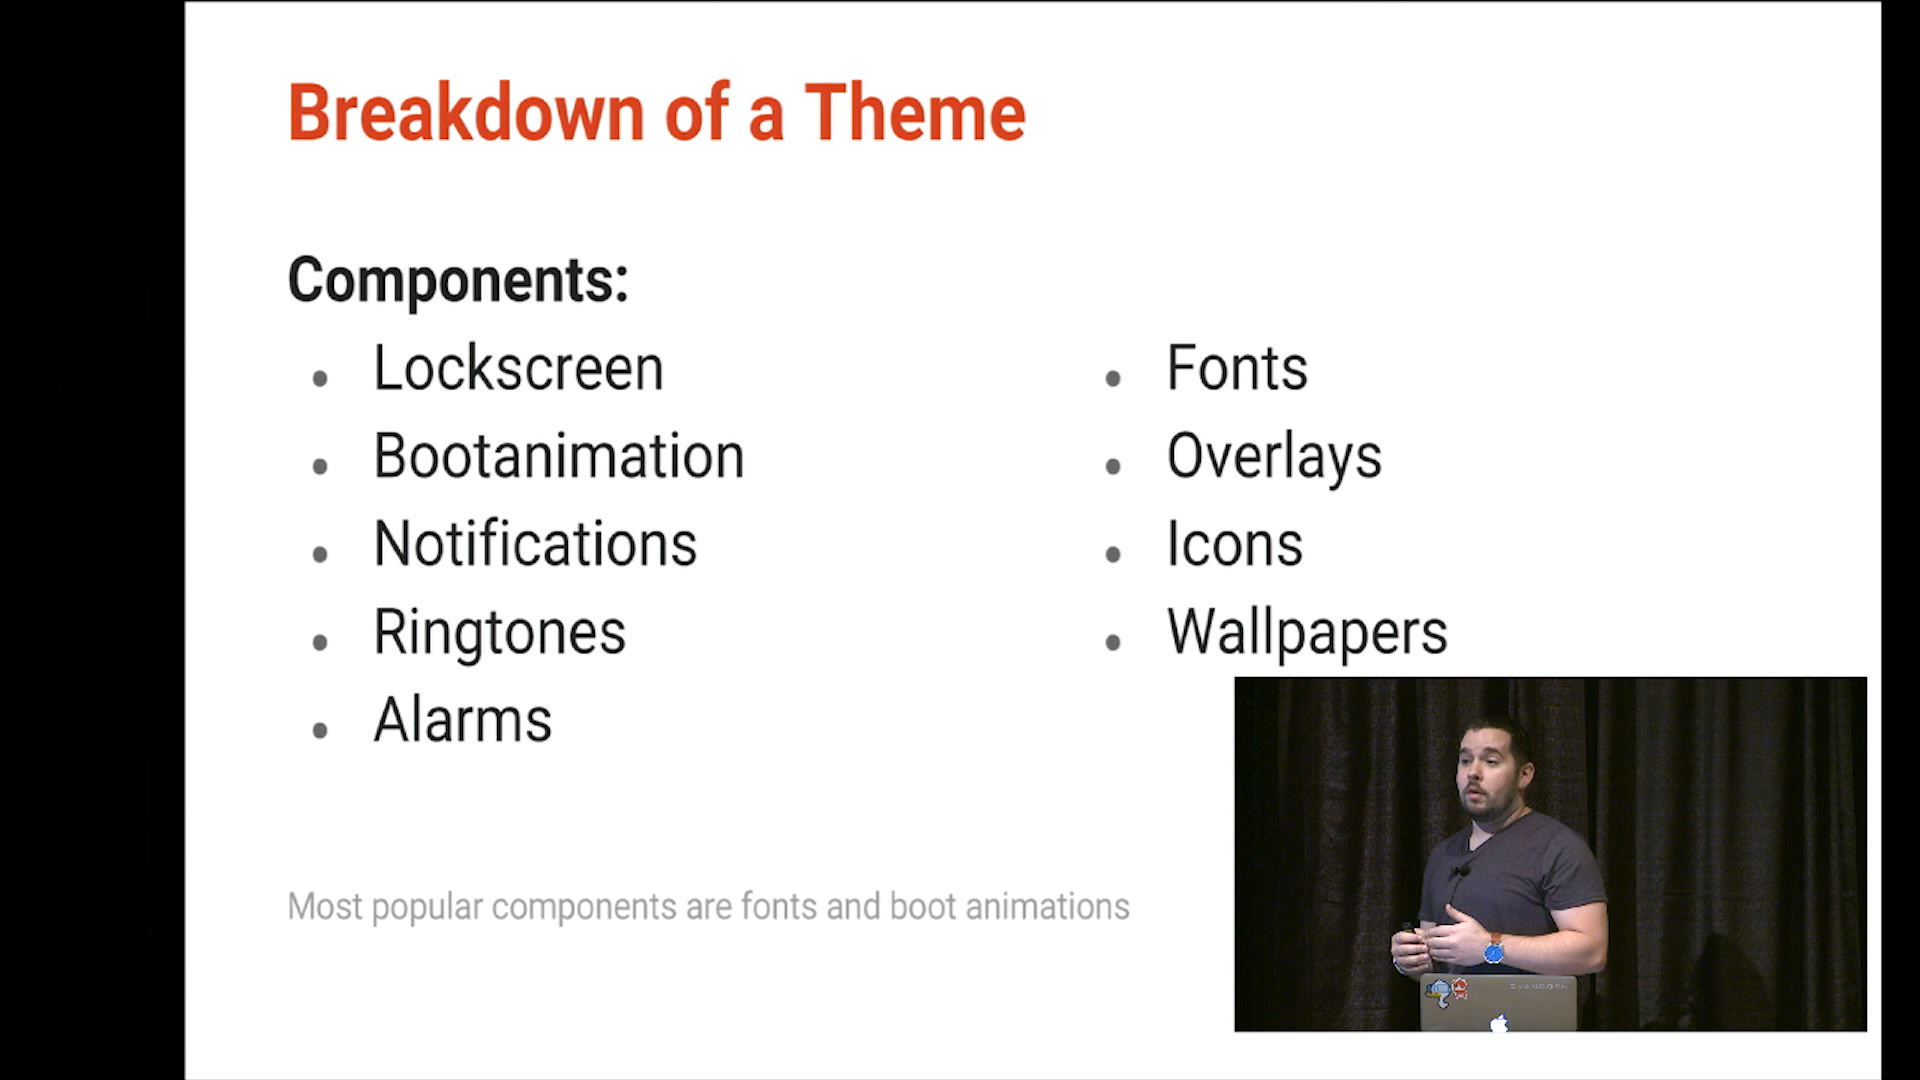 Breakdown of a Theme
Components:
Lockscreen
Bootanimation
Notifications
Ringtones
Alarms
Fonts
Overlays
Icons
Wallpapers
Most popular components are fonts and boot animations
CYANOGEN